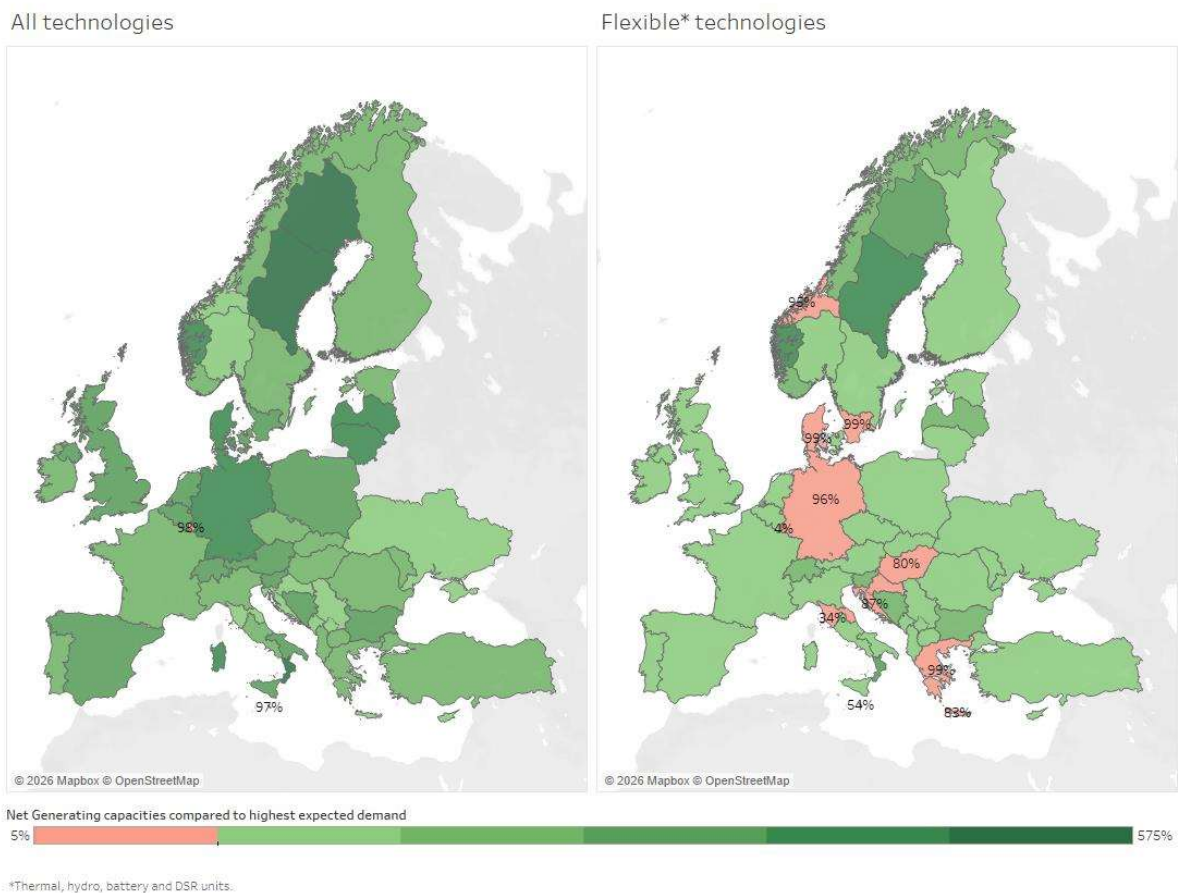 All technologies
Flexible* technologies
98%
97%
© 2026 Mapbox © OpenStreetMap
95%
99%
99%
96%
4%
80%
87%
34%
99%
54%
83%
© 2026 Mapbox © OpenStreetMap
Net Generating capacities compared to highest expected demand
5%
575%
*Thermal, hydro, battery and DSR units.